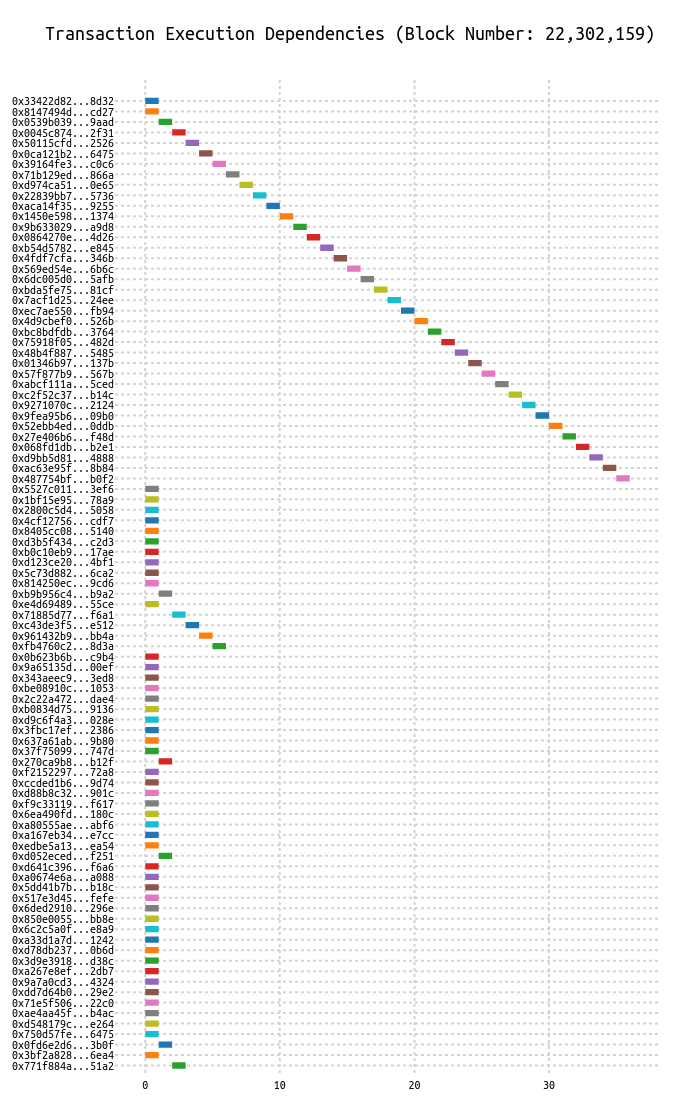 Transaction Execution Dependencies (Block Number: 22,302,159)
0x33422d82...8d32
0x8147494d...cd27
0x0539b039...9aad
0x0045c874...2f31
0x50115cfd...2526
0x0ca121b2...6475
0x39164fe3...c0c6
0x71b129ed...866a
0xd974ca51...0e65
0x22839bb7...5736
0xaca14f35...9255
0x1450e598...1374
0x9b633029...a9d8
0x0864270e...4d26
0xb54d5782...e845
0x4fdf7cfa...346b
0x569ed54e...6b6c
0x6dc005d0...5afb
0xbda5fe75...81cf
0x7acf1d25...24ee
0xec7ae550...fb94
0x4d9cbef0...526b
0xbc8bdfdb...3764
0x75918f05...482d
0x48b4f887...5485
0x01346b97...137b
0x57f877b9...567b
0xabcf111a...5ced
0xc2f52c37...b14c
0x9271070c...2124
0x9fea95b6...09b0
0x52ebb4ed...0ddb
0x27e406b6...f48d
0x068fd1db...b2e1
0xd9bb5d81...4888
0xac63e95f...8b84
0x487754bf...b0f2
0x5527c011...3ef6
0x1bf15e95...78a9
0x2800c5d4...5058
0x4cf12756...cdf7
0x8405cc08...5140
0xd3b5f434...c2d3
0xb0c10eb9...17ae
0xd123ce20...4bf1
0x5c73d882...6ca2
0x814250ec...9cd6
0xb9b956c4...b9a2
0xe4d69489...55ce
0x71885d77...f6a1
0xc43de3f5...e512
0x961432b9...bb4a
0xfb4760c2...8d3a
0x0b623b6b...c9b4
0x9a65135d...00ef
0x343aeec9...3ed8
0xbe08910c...1053
0x2c22a472...dae4
0xb0834d75...9136
0xd9c6f4a3...028e
0x3fbc17ef...2386
0x637a61ab...9b80
0x37f75099...747d
0x270ca9b8...b12f
0xf2152297...72a8
0xccded1b6...9d74
0xd88b8c32...901c
0xf9c33119...f617
0x6ea490fd...180c
0xa80555ae...abf6
0xa167eb34...e7cc
0xedbe5a13...ea54
0xd052eced...f251
0xd641c396...f6a6
0xa0674e6a...a088
0x5dd41b7b...b18c
0x517e3d45...fefe
0x6ded2910...296e
0x850e0055...bb8e
0x6c2c5a0f...e8a9
0xa33d1a7d...1242
0xd78db237...0b6d
0x3d9e3918...d38c
0xa267e8ef...2db7
0x9a7a0cd3...4324
0xdd7d64b0...29e2
0x71e5f506...22c0
0xae4aa45f...b4ac
0xd548179c...e264
0x750d57fe...6475
0x0fd6e2d6...3b0f
0x3bf2a828...6ea4
0x771f884a...51a2
0 10 20 30